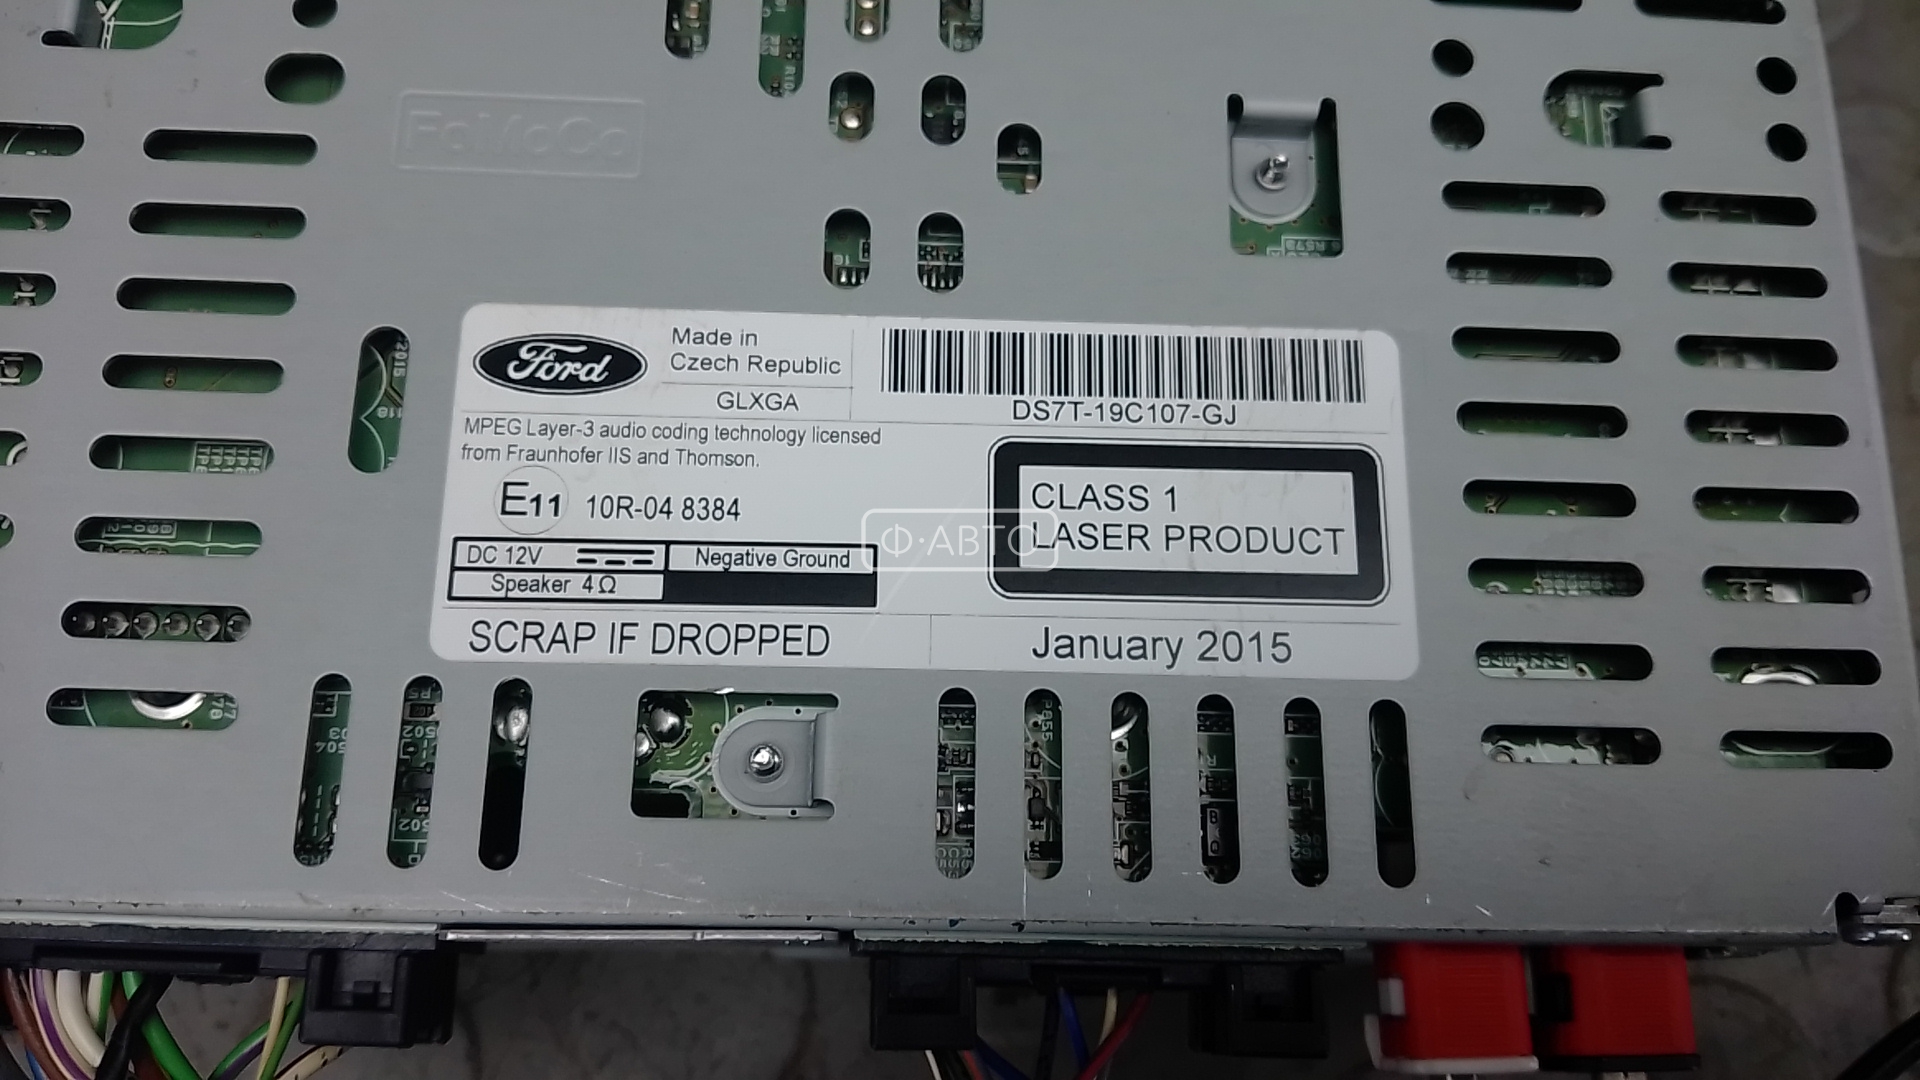 FoMoCo
Ford
Made in
Czech Republic
GLXGA
DS7T-19C107-GJ
MPEG Layer-3 audio coding technology licensed
from Fraunhofer IIS and Thomson.
E11 10R-04 8384
CLASS 1
LASER PRODUCT
Ф·АВТО
DC 12V
Negative Ground
Speaker 4Ω
SCRAP IF DROPPED
January 2015